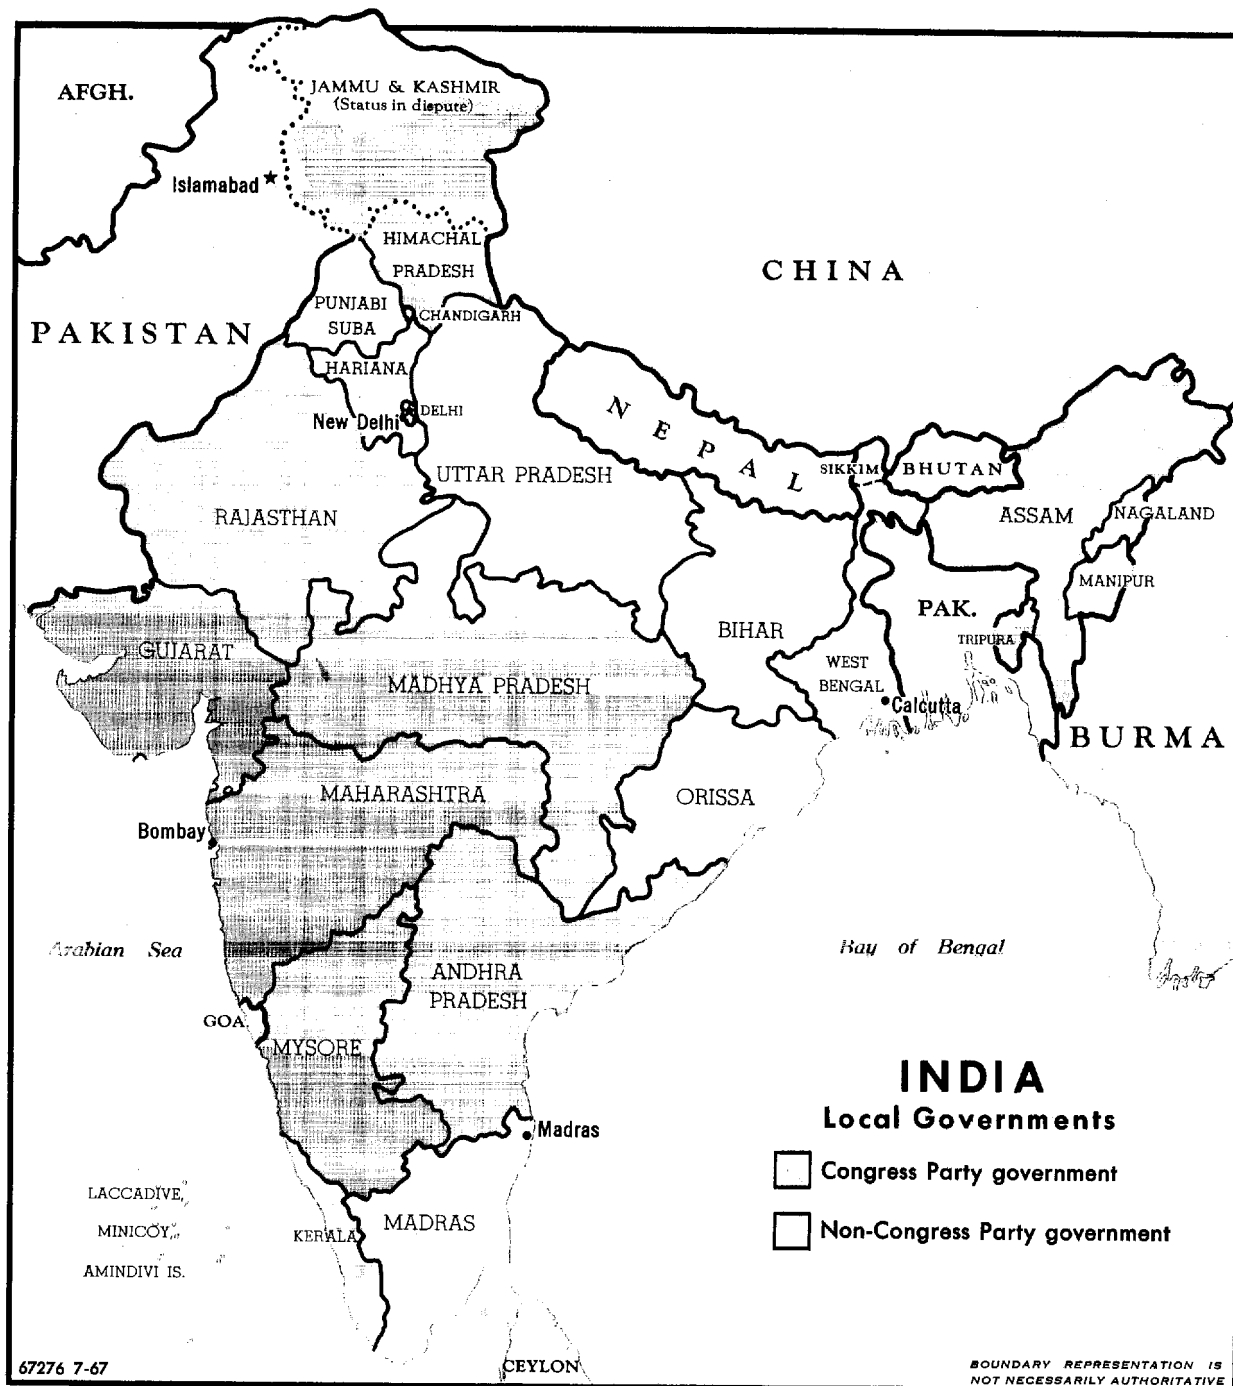 AFGH.
JAMMU & KASHMIR
(Status in dispute)
Islamabad
HIMACHAL
PRADESH
CHINA
PUNJABI
SUBA
CHANDIGARH
PAKISTAN
HARIANA
New Delhi
DELHI
NEPAL
UTTAR PRADESH
SIKKIM
BHUTAN
RAJASTHAN
ASSAM
NAGALAND
MANIPUR
PAK.
BIHAR
TRIPURA
GUJARAT
WEST
BENGAL
MADHYA PRADESH
Calcutta
BURMA
MAHARASHTRA
ORISSA
Bombay
Arabian Sea
Bay of Bengal
ANDHRA
PRADESH
GOA
MYSORE
INDIA
Local Governments
Madras
Congress Party government
LACCADIVE,
MINICOY,
AMINDIVI IS.
KERALA
MADRAS
Non-Congress Party government
67276 7-67
CEYLON
BOUNDARY REPRESENTATION IS
NOT NECESSARILY AUTHORITATIVE